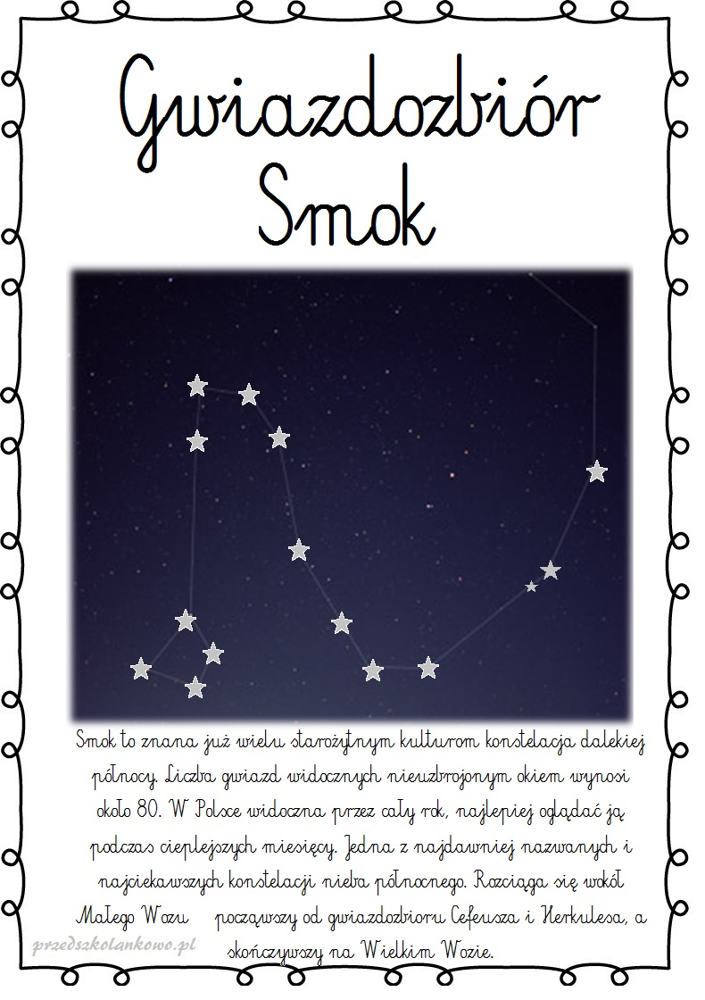 Gwiazdozbiór
Smok
Smok to znana już wielu starożytnym kulturom konstelacja dalekiej
północy. Liczba gwiazd widocznych nieuzbrojonym okiem wynosi
około 80. W Polsce widoczna przez cały rok, najlepiej oglądać ją
podczas cieplejszych miesięcy. Jedna z najdawniej nazwanych i
najciekawszych konstelacji nieba północnego. Rozciąga się wokół
Małego Wozu począwszy od gwiazdozbioru Cefeusza i Herkulesa, a
skończywszy na Wielkim Wozie.
przedszkolankowo.pl